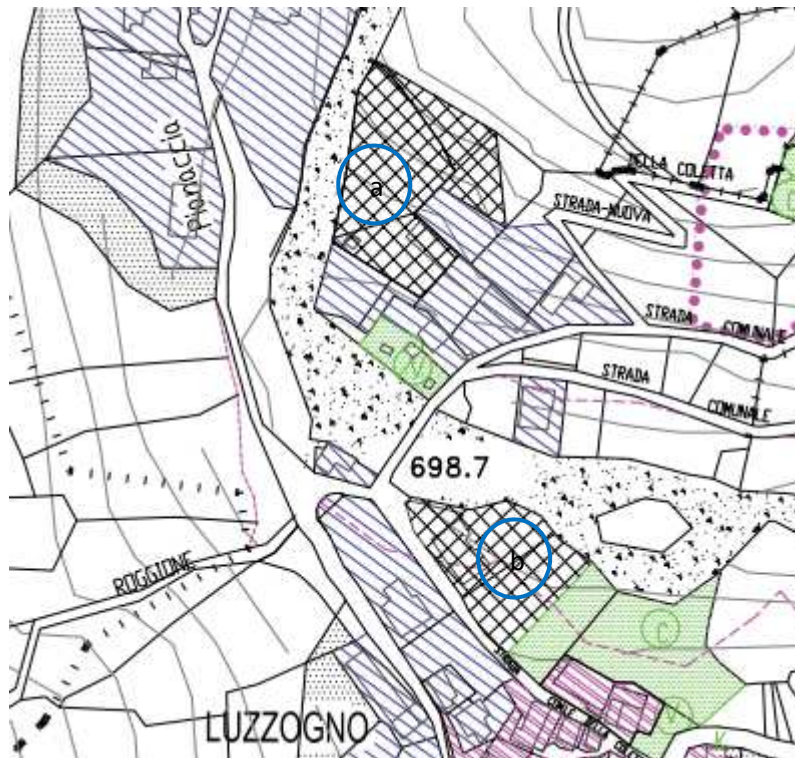 Pianaccia
DELLA COLETTA
STRADA-NUOVA
a
STRADA COMUNALE
STRADA COMUNALE
698.7
b
ROGGIONE
C
LUZZOGNO
V